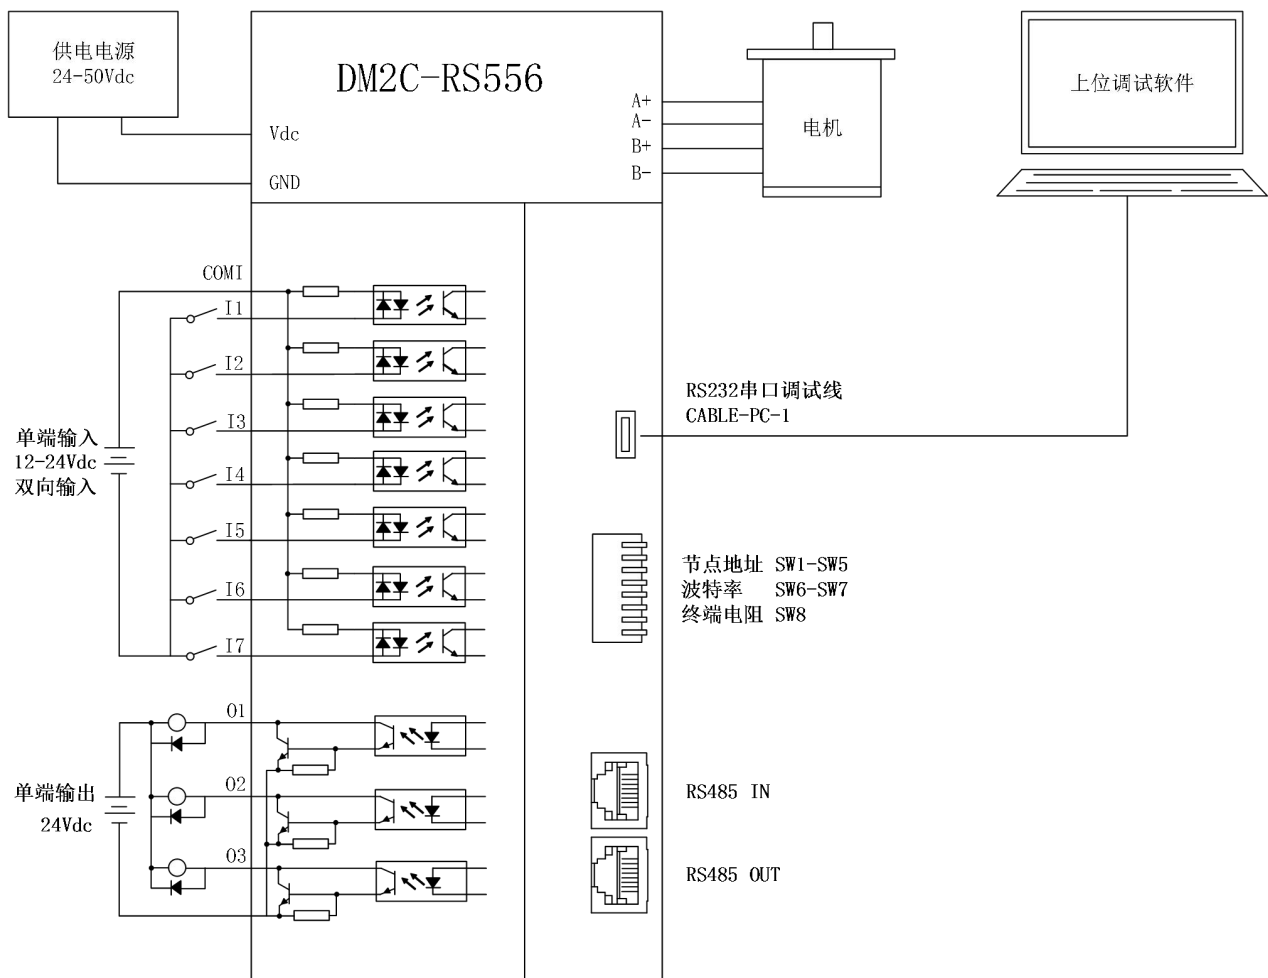 供电电源
24-50Vdc
DM2C-RS556
Vdc
GND
A+
A-
B+
B-
电机
上位调试软件
COMI
I1
I2
I3
I4
I5
I6
I7
单端输入
12-24Vdc
双向输入
RS232串口调试线
CABLE-PC-1
节点地址 SW1-SW5
波特率 SW6-SW7
终端电阻 SW8
O1
O2
O3
单端输出
24Vdc
RS485 IN
RS485 OUT